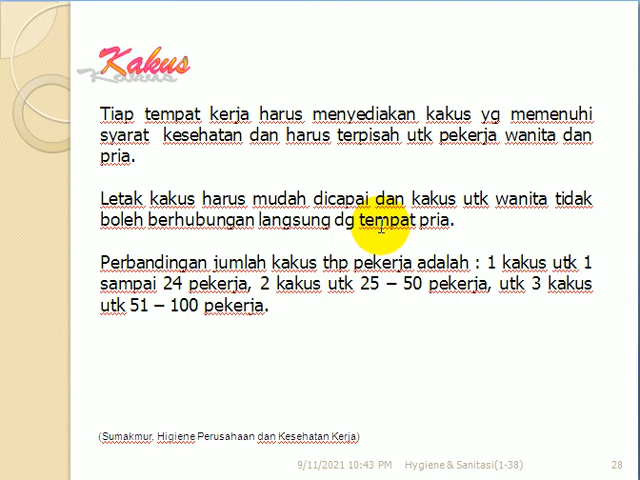 Kakus
Tiap tempat kerja harus menyediakan kakus yg memenuhi
syarat kesehatan dan harus terpisah utk pekerja wanita dan
pria.
Letak kakus harus mudah dicapai dan kakus utk wanita tidak
boleh berhubungan langsung dg tempat pria.
Perbandingan jumlah kakus thp pekerja adalah : 1 kakus utk 1
sampai 24 pekerja, 2 kakus utk 25 – 50 pekerja, utk 3 kakus
utk 51 – 100 pekerja.
(Sumakmur, Higiene Perusahaan dan Kesehatan Kerja)
9/11/2021 10:43 PM Hygiene & Sanitasi(1-38) 28